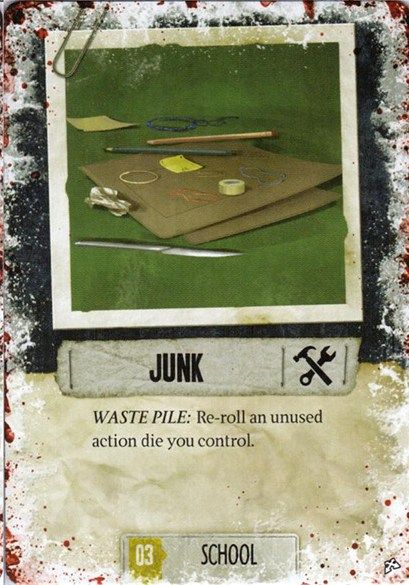 JUNK
WASTE PILE: Re-roll an unused
action die you control.
03 SCHOOL